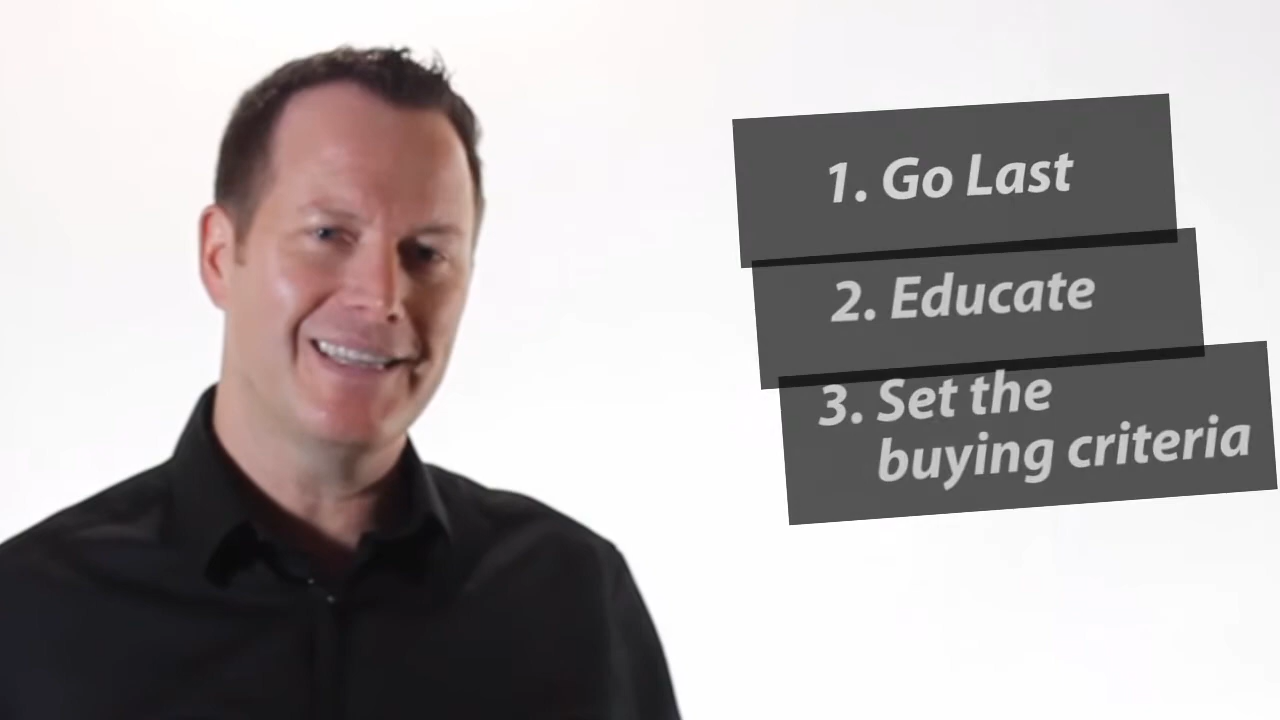 1. Go Last
2. Educate
3. Set the
buying criteria